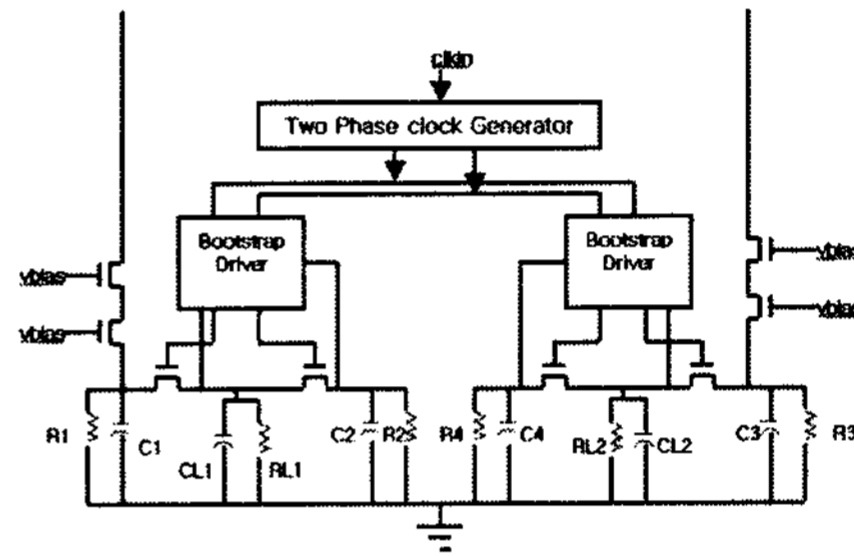 clkin
Two Phase clock Generator
Bootstrap
Driver
Bootstrap
Driver
vbias
vbias
vbias
vbias
R1
C1
CL1
RL1
C2
R2
R4
C4
RL2
CL2
C3
R3